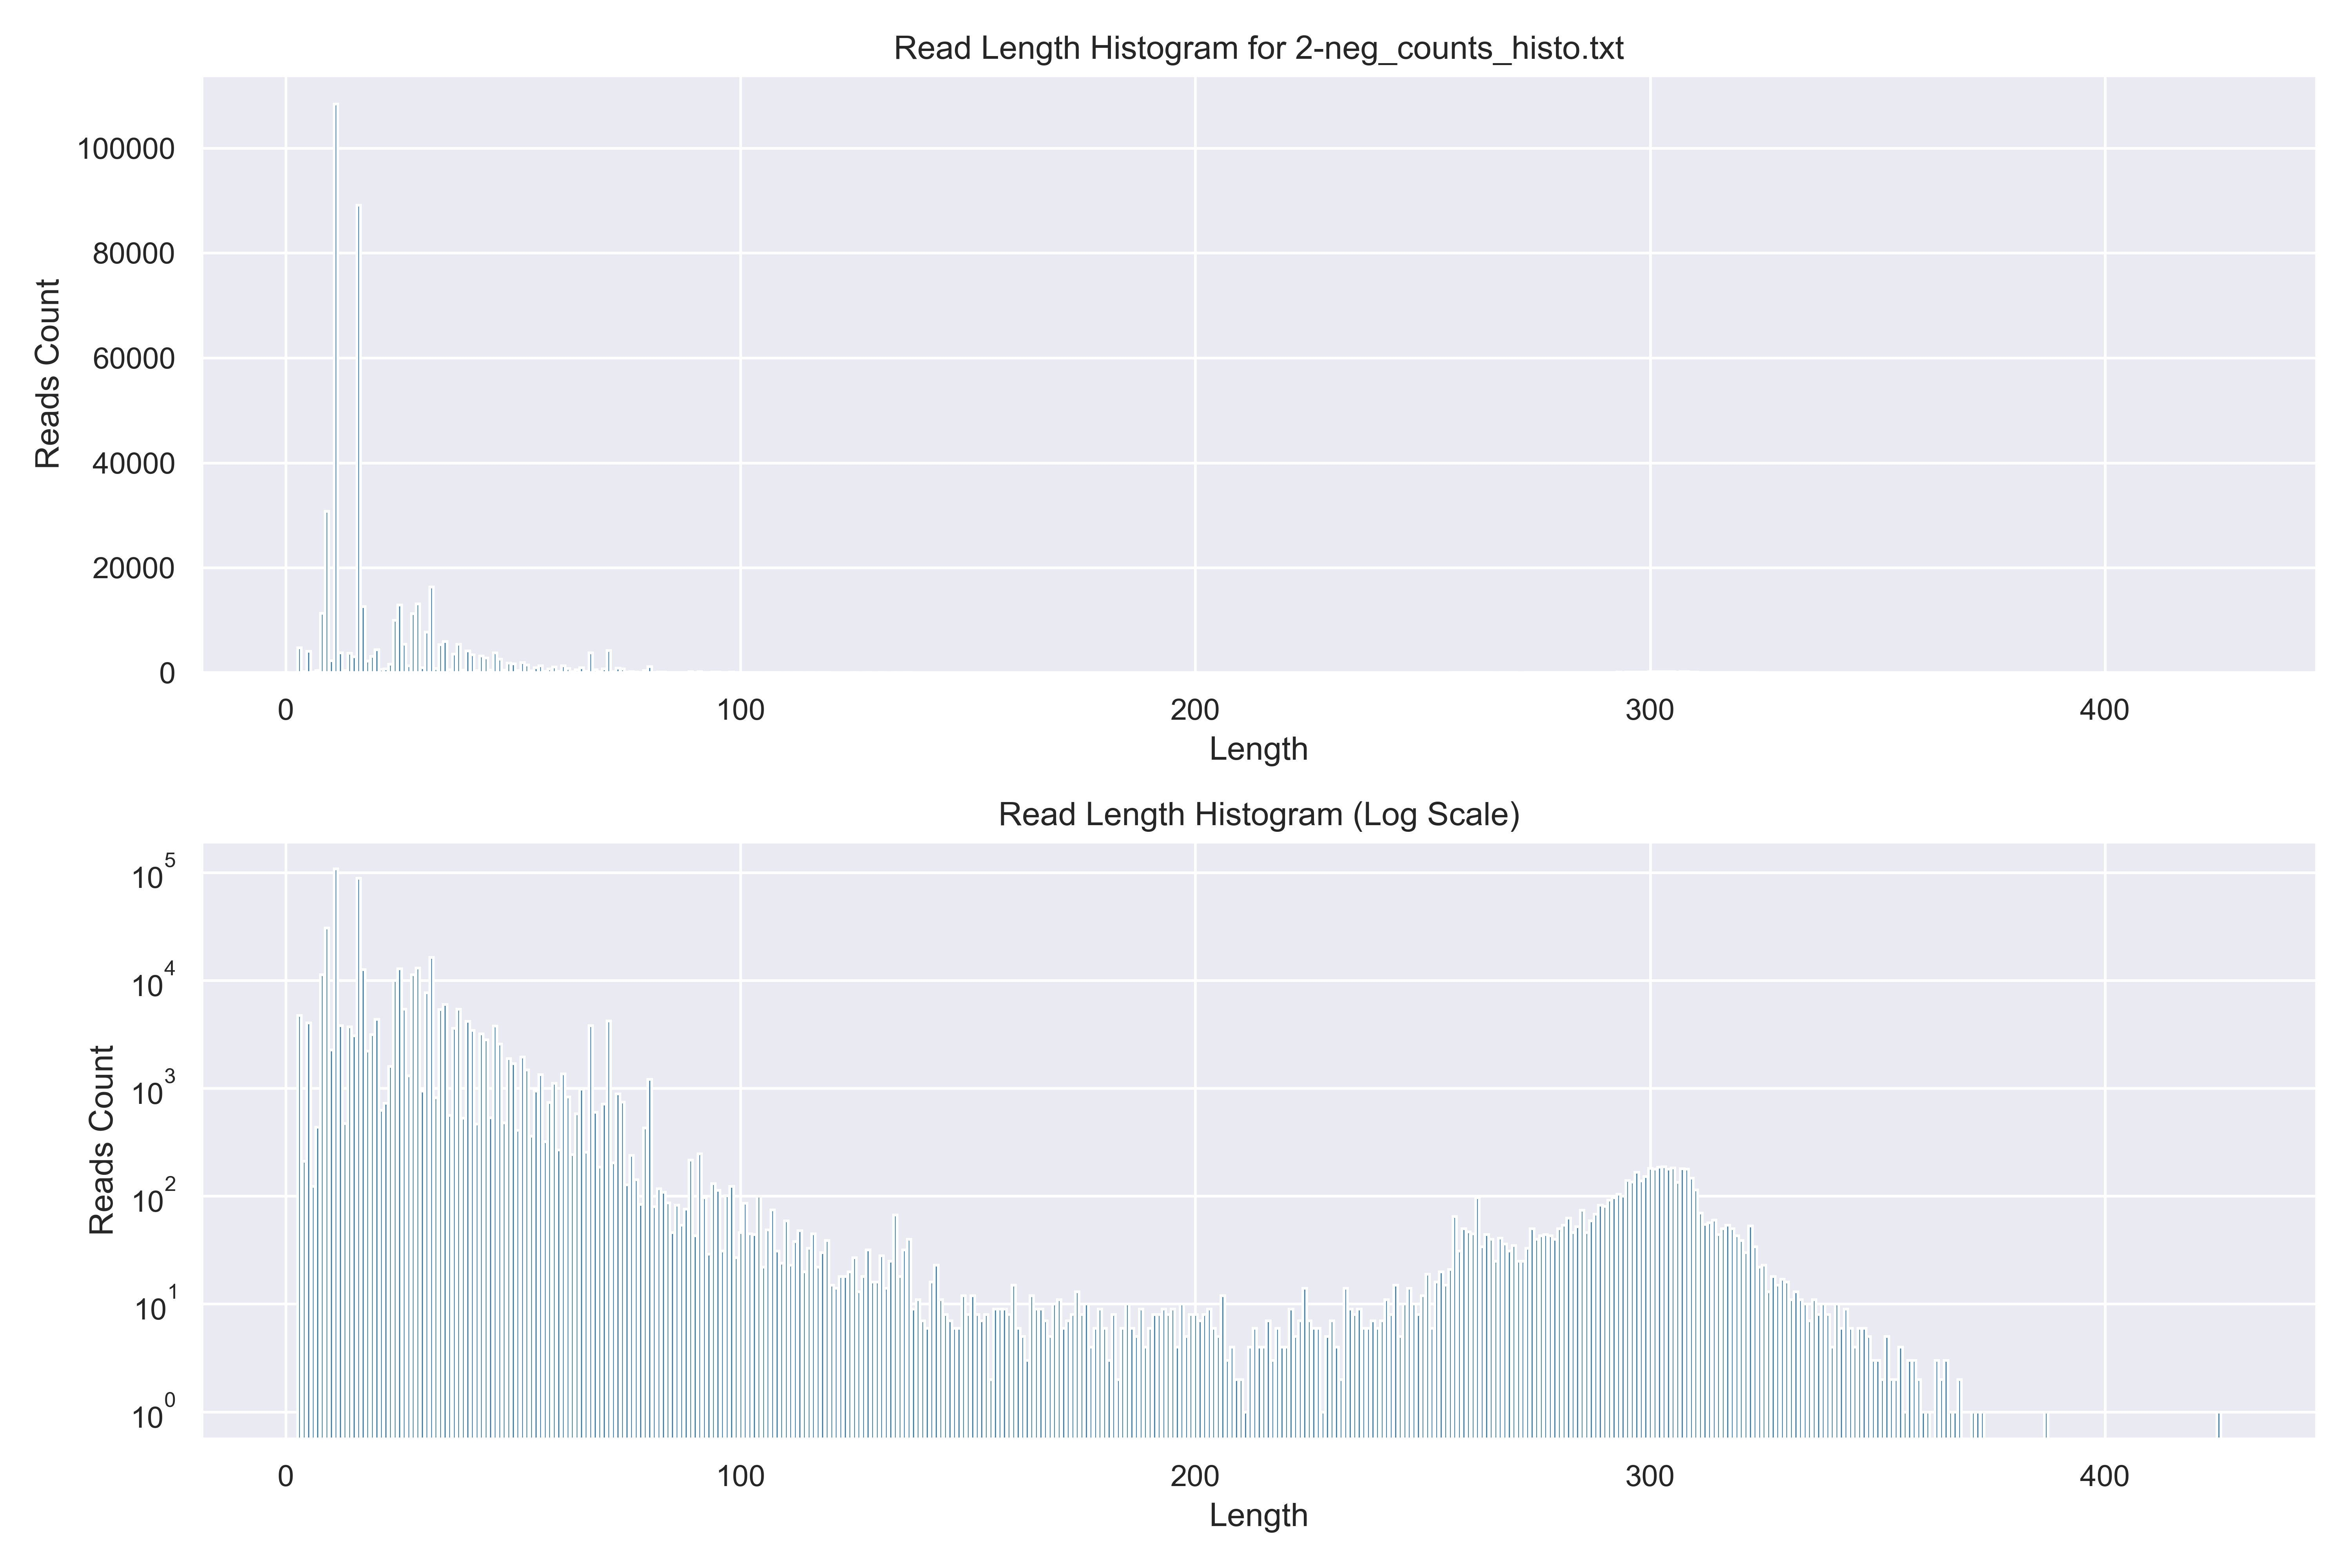 Read Length Histogram for 2-neg_counts_histo.txt
100000
80000
60000
40000
20000
0
Reads Count
0 100 200 300 400
Length
Read Length Histogram (Log Scale)
10^5
10^4
10^3
10^2
10^1
10^0
Reads Count
0 100 200 300 400
Length